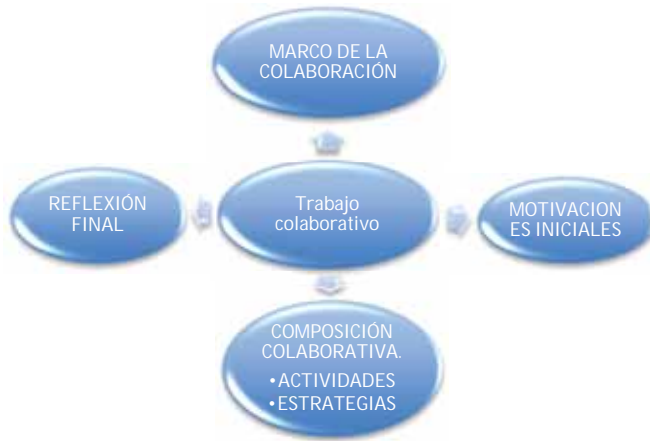 MARCO DE LA
COLABORACIÓN
REFLEXIÓN
FINAL
Trabajo
colaborativo
MOTIVACION
ES INICIALES
COMPOSICIÓN
COLABORATIVA.
•ACTIVIDADES
•ESTRATEGIAS